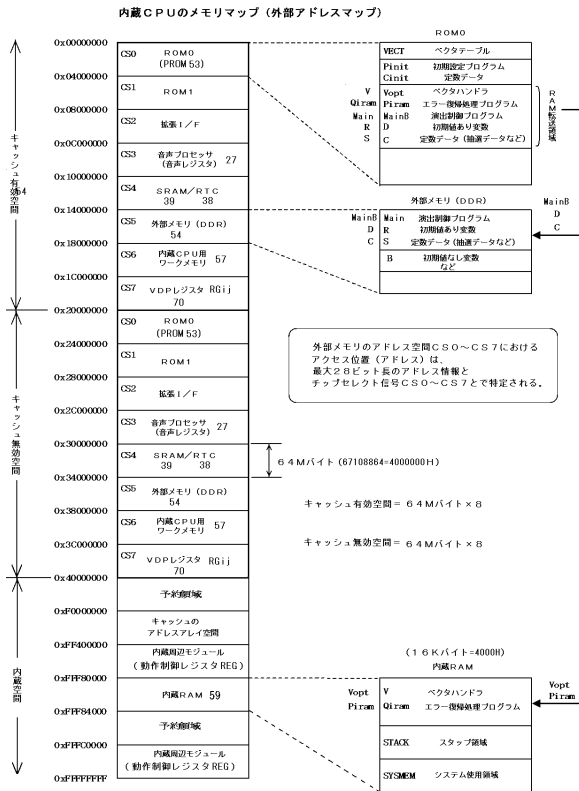 内蔵ＣＰＵのメモリマップ（外部アドレスマップ）
0x00000000
CS0 ROM0
(PROM 53)
0x04000000
CS1 ROM1
0x08000000
CS2 拡張Ｉ／Ｆ
0x0C000000
CS3 音声プロセッサ
(音声レジスタ) 27
0x10000000
CS4 SRAM／RTC
39 38
0x14000000
CS5 外部メモリ (DDR)
54
0x18000000
CS6 内蔵CPU用
ワークメモリ 57
0x1C000000
CS7 VDPレジスタ RGij
70
0x20000000
キャッシュ有効空間
CS0 ROM0
(PROM 53)
0x24000000
CS1 ROM1
0x28000000
CS2 拡張Ｉ／Ｆ
0x2C000000
CS3 音声プロセッサ
(音声レジスタ) 27
0x30000000
CS4 SRAM／RTC
39 38
0x34000000
CS5 外部メモリ (DDR)
54
0x38000000
CS6 内蔵CPU用
ワークメモリ 57
0x3C000000
CS7 VDPレジスタ RGij
70
0x40000000
キャッシュ無効空間
予約領域
0xF0000000
キャッシュの
アドレスアレイ空間
0xFF400000
内蔵周辺モジュール
(動作制御レジスタREG)
0xFFF80000
内蔵RAM 59
0xFFF84000
予約領域
0xFFFC0000
内蔵周辺モジュール
(動作制御レジスタREG)
0xFFFFFFFF
内蔵空間
ROM0
VECT ベクタテーブル
Pinit 初期設定プログラム
Cinit 定数データ
V Vopt ベクタハンドラ
Qiram Piram エラー復帰処理プログラム
Main MainB 演出制御プログラム
R D 初期値あり変数
S C 定数データ (抽選データなど)
RAM転送領域
外部メモリ (DDR)
MainB Main 演出制御プログラム
D R 初期値あり変数
C S 定数データ (抽選データなど)
B 初期値なし変数
など
MainB
D
C
外部メモリのアドレス空間ＣＳ０〜ＣＳ７における
アクセス位置（アドレス）は、
最大２８ビット長のアドレス情報と
チップセレクト信号ＣＳ０〜ＣＳ７とで特定される。
６４Ｍバイト (67108864=4000000H)
キャッシュ有効空間＝ ６４Ｍバイト×８
キャッシュ無効空間＝ ６４Ｍバイト×８
(１６Ｋバイト=4000H)
内蔵RAM
Vopt V ベクタハンドラ
Piram Qiram エラー復帰処理プログラム
STACK スタップ領域
SYSMEM システム使用領域
Vopt
Piram